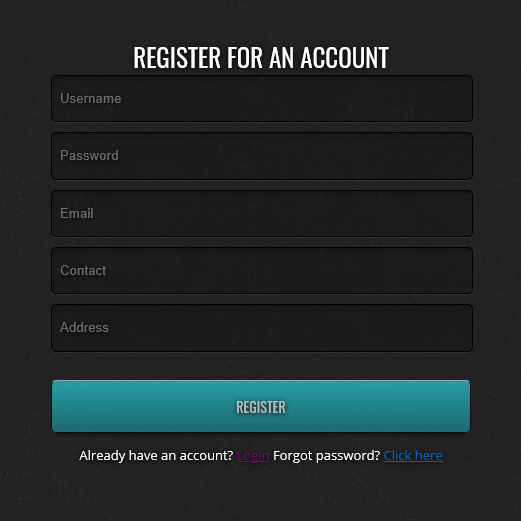 REGISTER FOR AN ACCOUNT
Username
Password
Email
Contact
Address
REGISTER
Already have an account? Login Forgot password? Click here